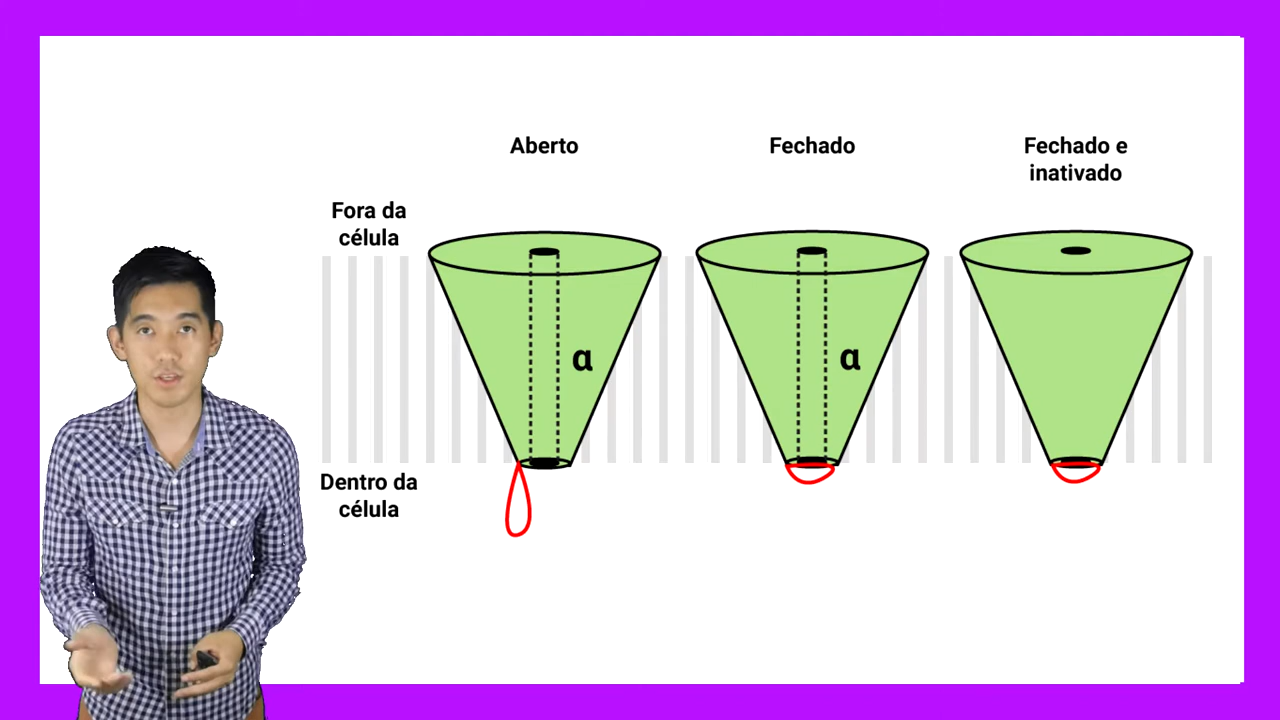 Aberto
Fechado
Fechado e
inativado
Fora da
célula
α
α
Dentro da
célula